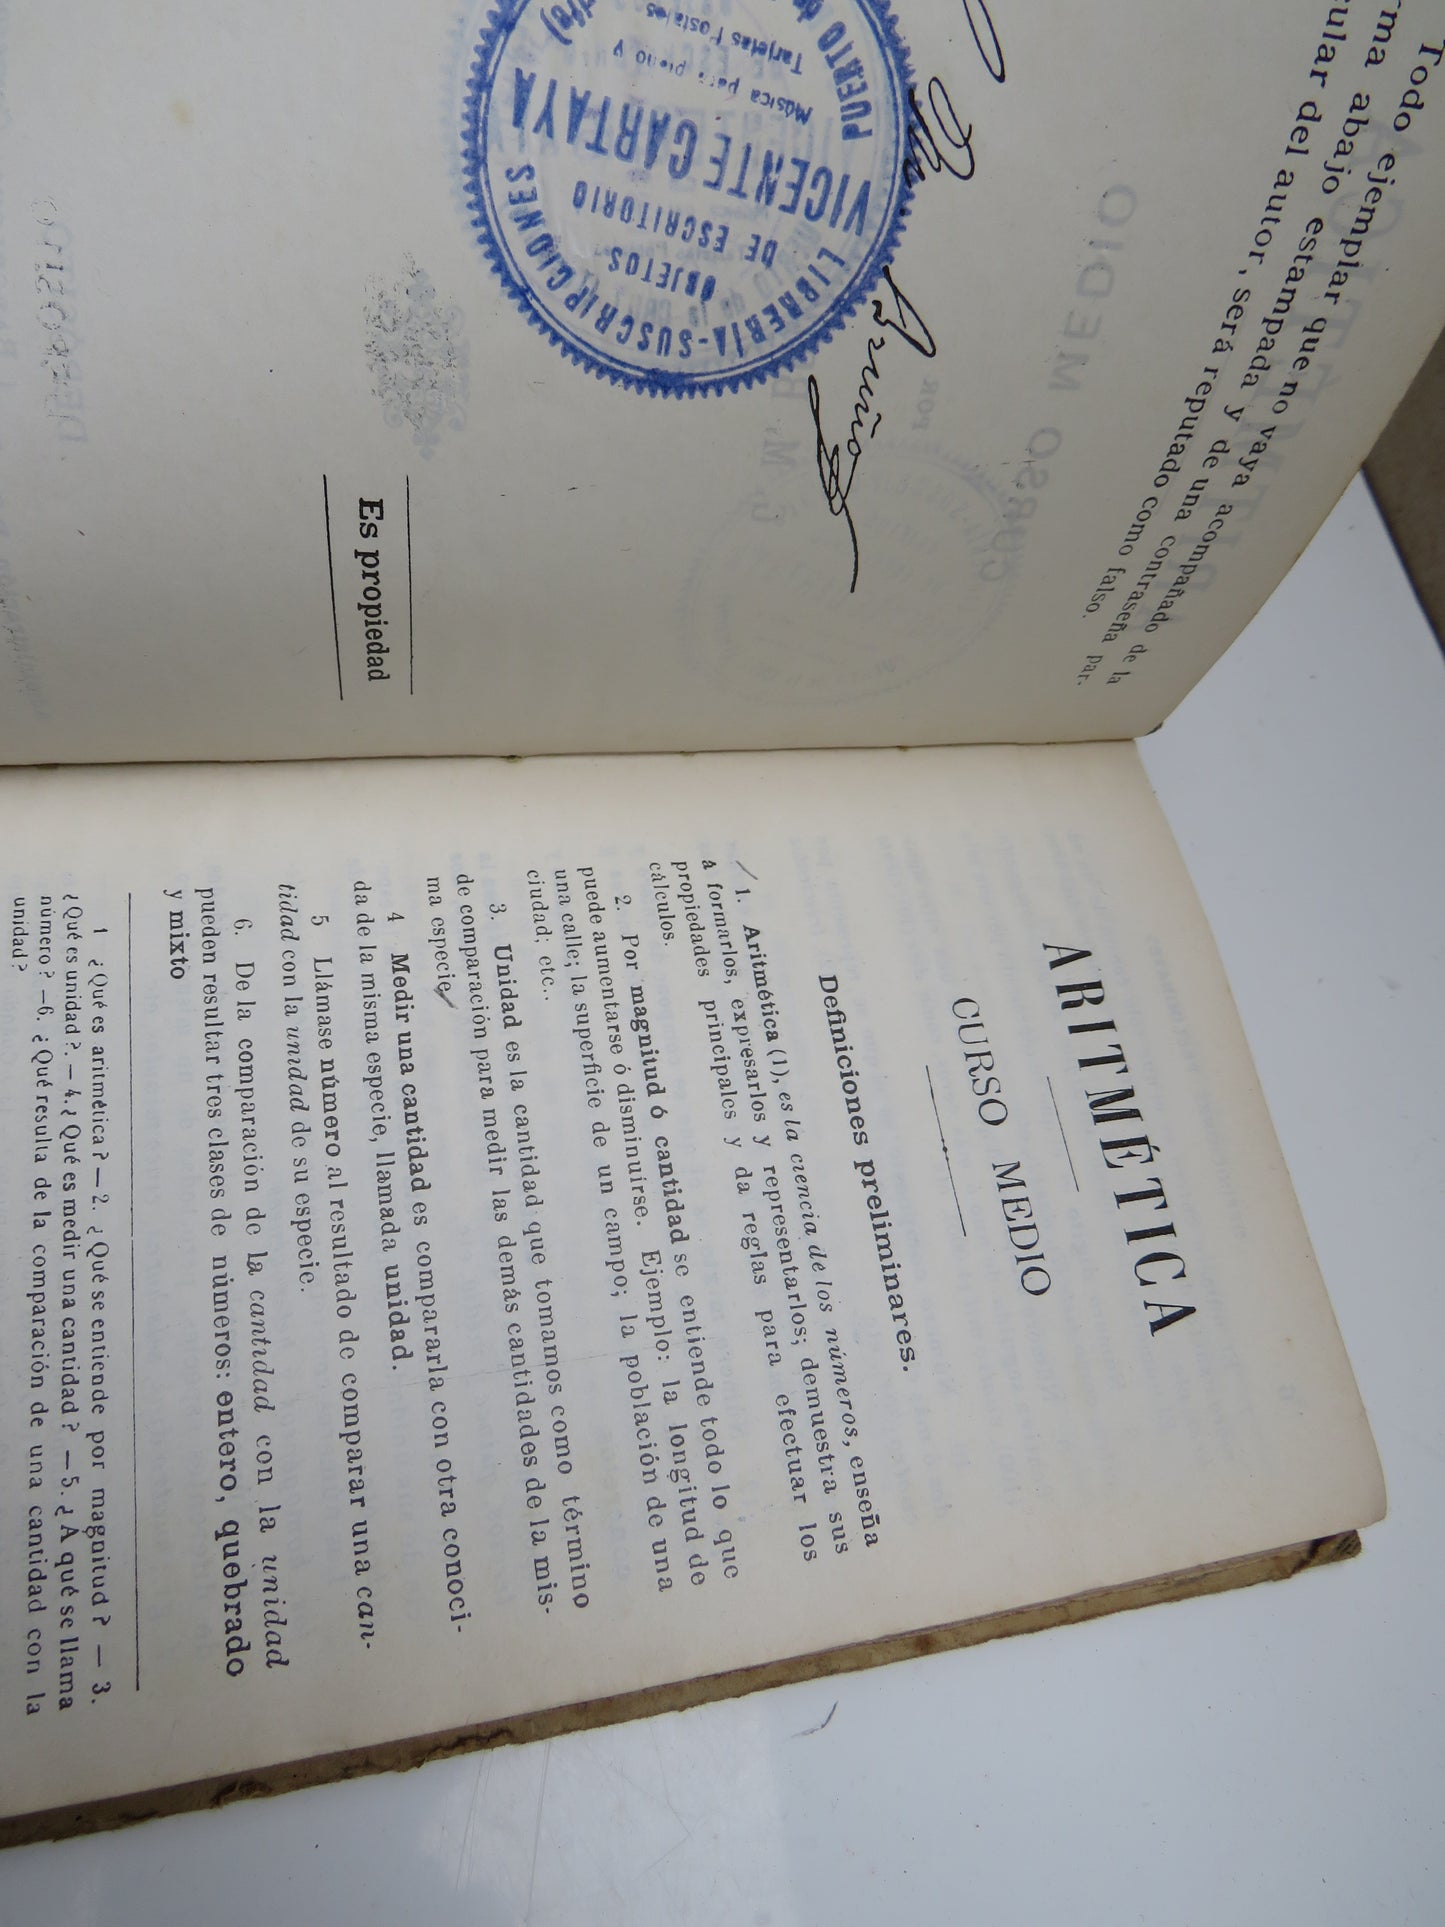 Todo ejemplar que no vaya acompañado de la
rma abajo estampada y de una contraseña par-
cular del autor, será reputado como falso.
Bruño
LIBRERÍA-SUSCRIPCIONES
OBJETOS
DE ESCRITORIO
VICENTE CARTAYA
Música para piano y
Tarjetas Postales
PUERTO de
Es propiedad
ARITMÉTICA
CURSO MEDIO
Definiciones preliminares.
1. Aritmética (1), es la ciencia de los números, enseña
á formarlos, expresarlos y representarlos; demuestra sus
propiedades principales y da reglas para efectuar los
cálculos.
2. Por magnitud ó cantidad se entiende todo lo que
puede aumentarse ó disminuirse. Ejemplo: la longitud de
una calle; la superficie de un campo; la población de una
ciudad; etc..
3. Unidad es la cantidad que tomamos como término
de comparación para medir las demás cantidades de la mis-
ma especie
4 Medir una cantidad es compararla con otra conoci-
da de la misma especie, llamada unidad.
5 Llámase número al resultado de comparar una can-
tidad con la unidad de su especie.
6. De la comparación de la cantidad con la unidad
pueden resultar tres clases de números: entero, quebrado
y mixto
1 ¿Qué es aritmética? — 2. ¿Qué se entiende por magnitud? — 3.
¿Qué es unidad?. — 4. ¿Qué es medir una cantidad? — 5. ¿À qué se llama
número? — 6. ¿Qué resulta de la comparación de una cantidad con la
unidad?